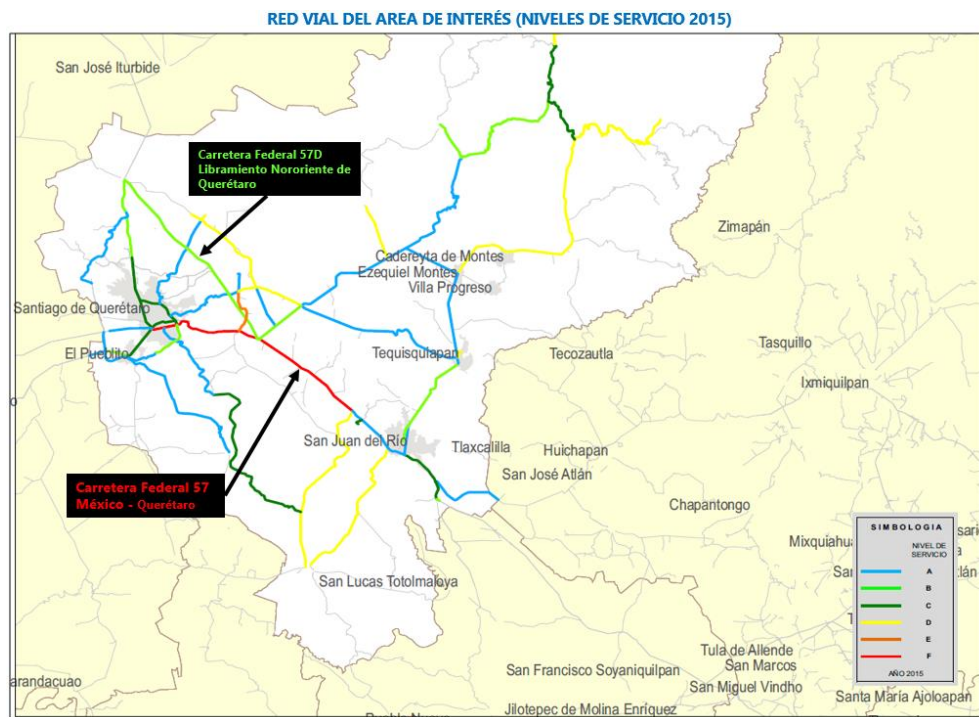 RED VIAL DEL AREA DE INTERÉS (NIVELES DE SERVICIO 2015)
San José Iturbide
Carretera Federal 57D
Libramiento Nororiente de
Querétaro
Zimapán
Cadereyta de Montes
Ezequiel Montes
Villa Progreso
Santiago de Querétaro
El Pueblito
Tequisquiapan
Tecozautla
Tasquillo
Ixmiquilpan
o
San Juan del Río
Tlaxcalilla
Huichapan
San José Atlán
Carretera Federal 57
México - Querétaro
Chapantongo
SIMBOLOGIA
NIVEL DE
SERVICIO
A
B
C
D
E
F
AÑO 2015
Mixquiahua
San Lucas Totolmaloya
Tula de Allende
San Marcos
San Francisco Soyaniquilpan
San Miguel Vindho
Santa María Ajoloapan
arandacuao
Jilotepec de Molina Enríquez